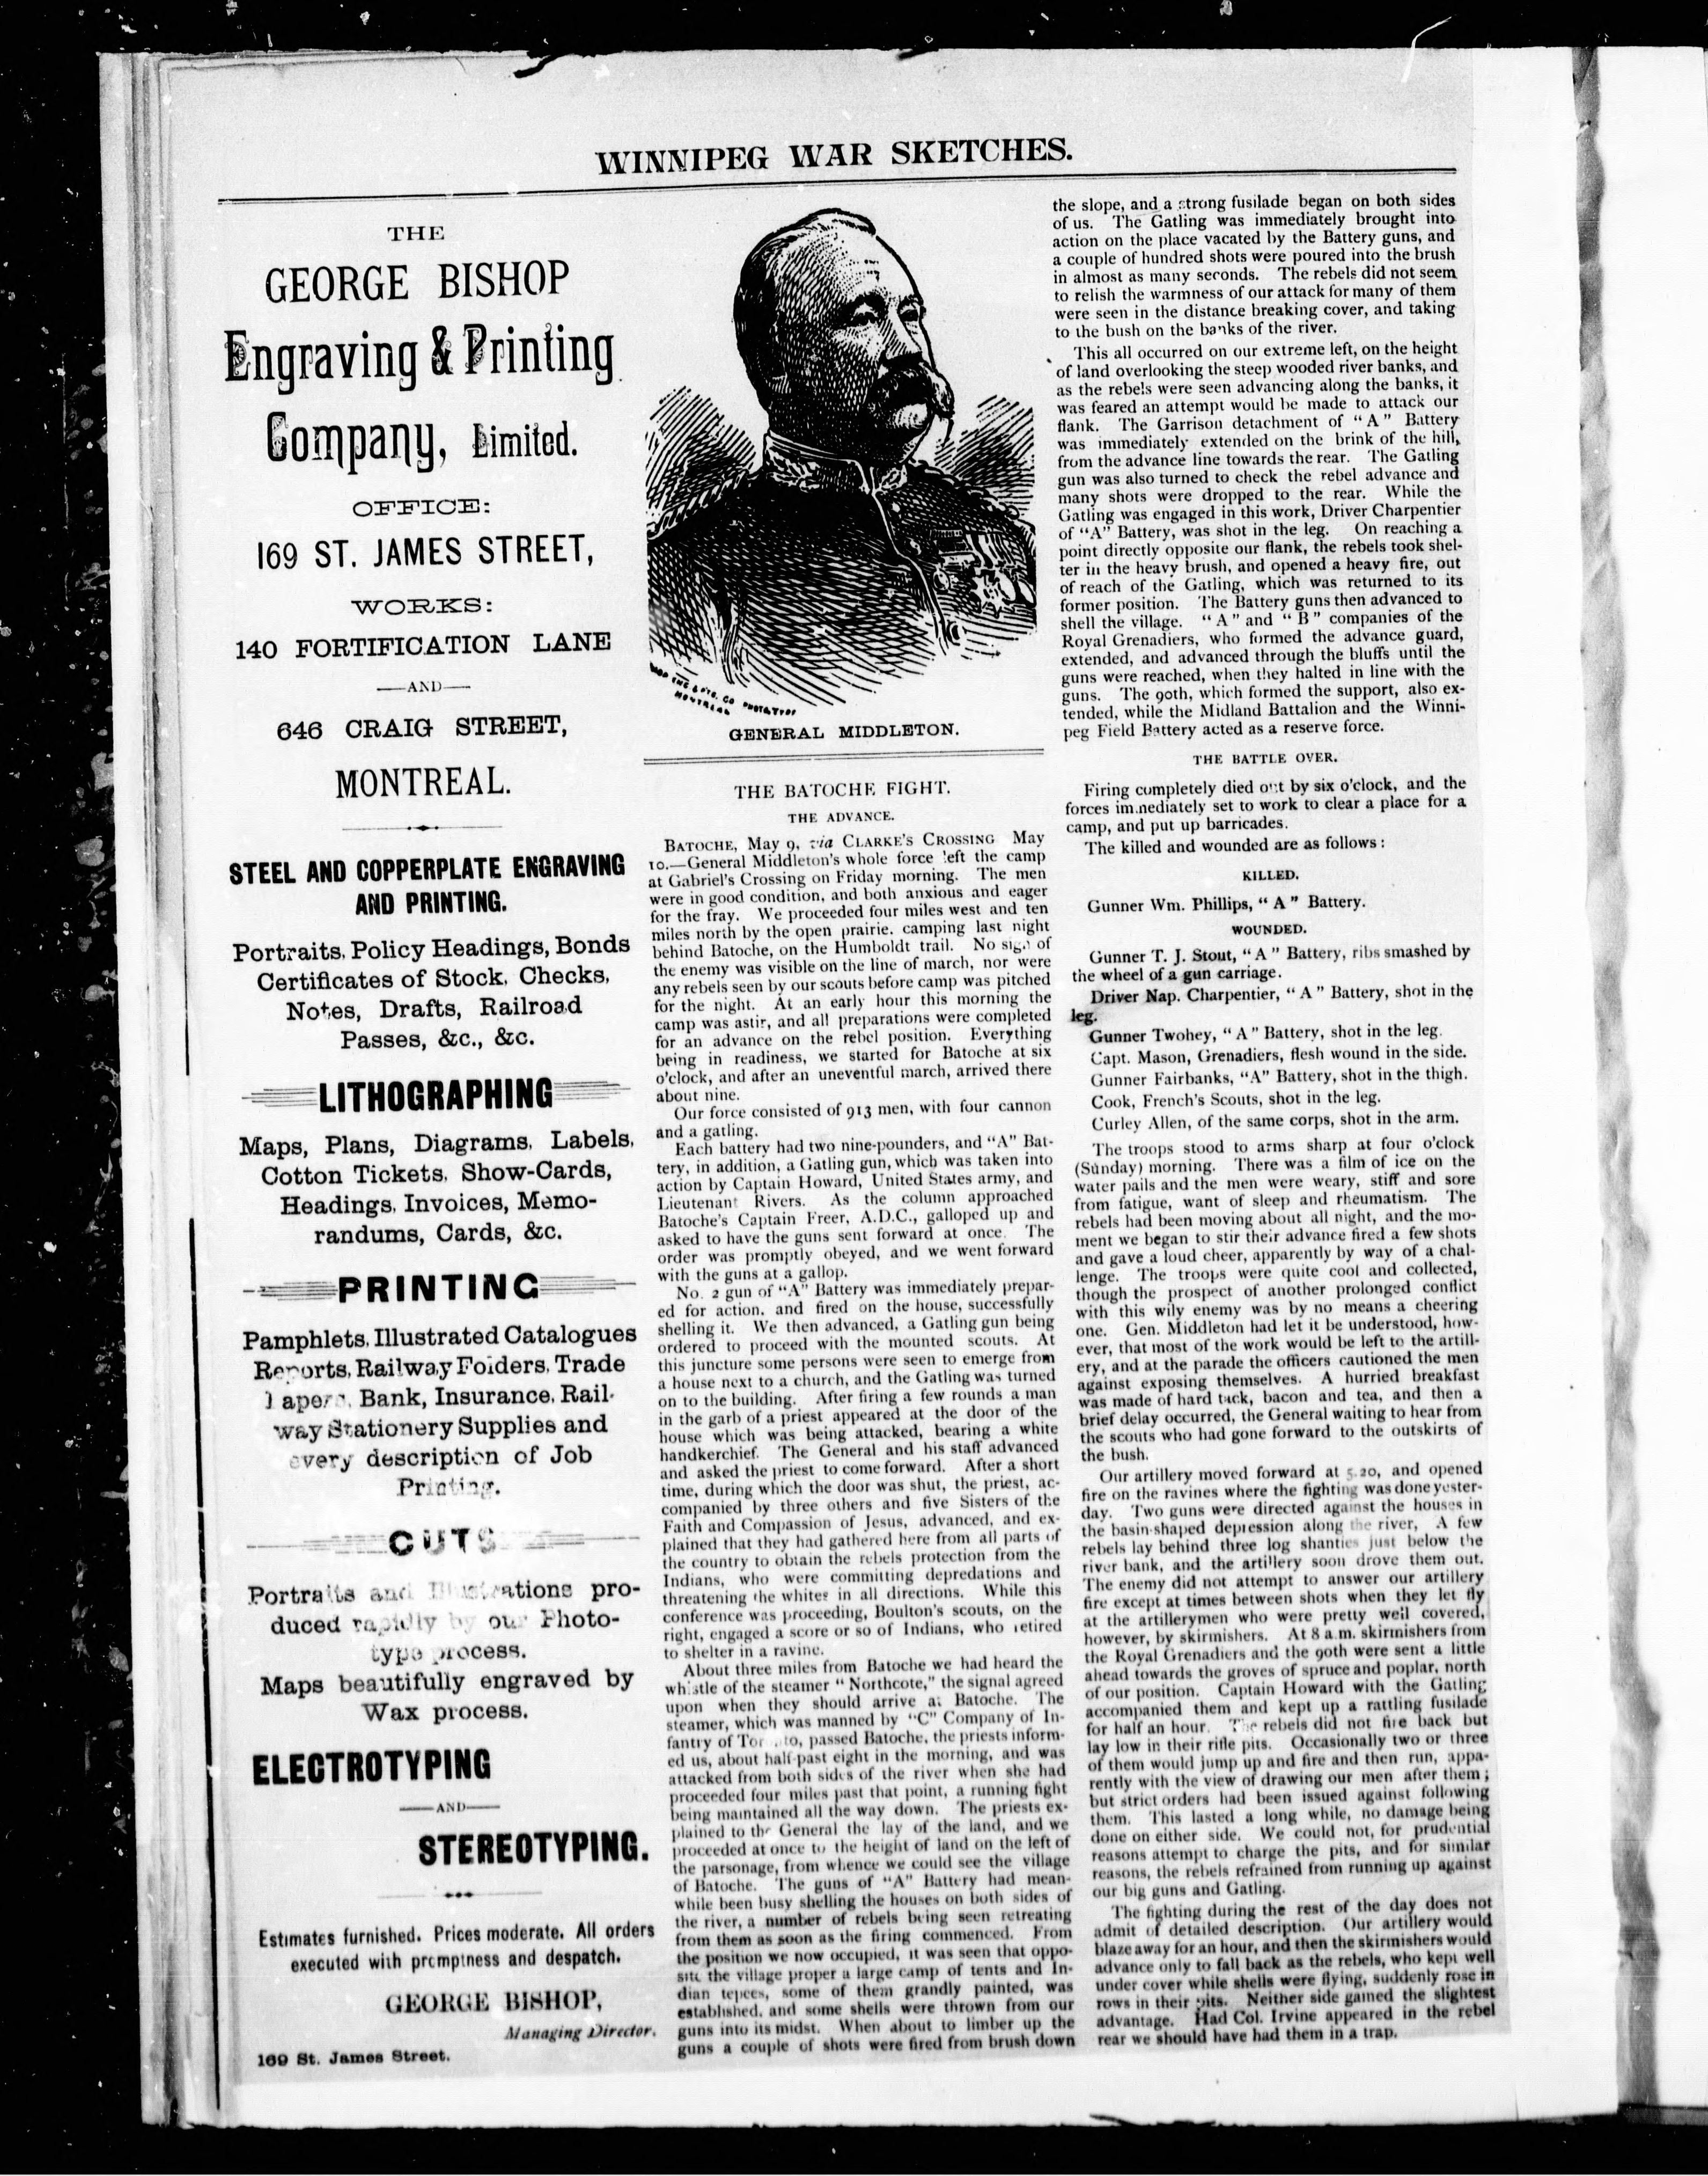 WINNIPEG WAR SKETCHES.
THE
GEORGE BISHOP
Engraving & Printing
Company, Limited.
OFFICE:
169 ST. JAMES STREET,
WORKS:
140 FORTIFICATION LANE
—AND—
646 CRAIG STREET,
MONTREAL.
STEEL AND COPPERPLATE ENGRAVING
AND PRINTING.
Portraits, Policy Headings, Bonds
Certificates of Stock, Checks,
Notes, Drafts, Railroad
Passes, &c., &c.
LITHOGRAPHING
Maps, Plans, Diagrams, Labels,
Cotton Tickets, Show-Cards,
Headings, Invoices, Memo-
randums, Cards, &c.
PRINTING
Pamphlets, Illustrated Catalogues
Reports, Railway Folders, Trade
Papers, Bank, Insurance, Rail-
way Stationery Supplies and
every description of Job
Printing.
CUTS
Portraits and Illustrations pro-
duced rapidly by our Photo-
type process.
Maps beautifully engraved by
Wax process.
ELECTROTYPING
—AND—
STEREOTYPING.
Estimates furnished. Prices moderate. All orders
executed with promptness and despatch.
GEORGE BISHOP,
Managing Director.
169 St. James Street.
ENG & PTG. CO PHOTOTYPE
MONTREAL
GENERAL MIDDLETON.
THE BATOCHE FIGHT.
THE ADVANCE.
BATOCHE, May 9, via CLARKE'S CROSSING May
10.—General Middleton's whole force left the camp
at Gabriel's Crossing on Friday morning. The men
were in good condition, and both anxious and eager
for the fray. We proceeded four miles west and ten
miles north by the open prairie, camping last night
behind Batoche, on the Humboldt trail. No sign of
the enemy was visible on the line of march, nor were
any rebels seen by our scouts before camp was pitched
for the night. At an early hour this morning the
camp was astir, and all preparations were completed
for an advance on the rebel position. Everything
being in readiness, we started for Batoche at six
o'clock, and after an uneventful march, arrived there
about nine.
Our force consisted of 913 men, with four cannon
and a gatling.
Each battery had two nine-pounders, and "A" Bat-
tery, in addition, a Gatling gun, which was taken into
action by Captain Howard, United States army, and
Lieutenant Rivers. As the column approached
Batoche's Captain Freer, A.D.C., galloped up and
asked to have the guns sent forward at once. The
order was promptly obeyed, and we went forward
with the guns at a gallop.
No. 2 gun of "A" Battery was immediately prepar-
ed for action, and fired on the house, successfully
shelling it. We then advanced, a Gatling gun being
ordered to proceed with the mounted scouts. At
this juncture some persons were seen to emerge from
a house next to a church, and the Gatling was turned
on to the building. After firing a few rounds a man
in the garb of a priest appeared at the door of the
house which was being attacked, bearing a white
handkerchief. The General and his staff advanced
and asked the priest to come forward. After a short
time, during which the door was shut, the priest, ac-
companied by three others and five Sisters of the
Faith and Compassion of Jesus, advanced, and ex-
plained that they had gathered here from all parts of
the country to obtain the rebels protection from the
Indians, who were committing depredations and
threatening the whites in all directions. While this
conference was proceeding, Boulton's scouts, on the
right, engaged a score or so of Indians, who retired
to shelter in a ravine.
About three miles from Batoche we had heard the
whistle of the steamer "Northcote," the signal agreed
upon when they should arrive at Batoche. The
steamer, which was manned by "C" Company of In-
fantry of Toronto, passed Batoche, the priests inform-
ed us, about half-past eight in the morning, and was
attacked from both sides of the river when she had
proceeded four miles past that point, a running fight
being maintained all the way down. The priests ex-
plained to the General the lay of the land, and we
proceeded at once to the height of land on the left of
the parsonage, from whence we could see the village
of Batoche. The guns of "A" Battery had mean-
while been busy shelling the houses on both sides of
the river, a number of rebels being seen retreating
from them as soon as the firing commenced. From
the position we now occupied, it was seen that oppo-
site the village proper a large camp of tents and In-
dian tepees, some of them grandly painted, was
established, and some shells were thrown from our
guns into its midst. When about to limber up the
guns a couple of shots were fired from brush down
the slope, and a strong fusilade began on both sides
of us. The Gatling was immediately brought into
action on the place vacated by the Battery guns, and
a couple of hundred shots were poured into the brush
in almost as many seconds. The rebels did not seem
to relish the warmness of our attack for many of them
were seen in the distance breaking cover, and taking
to the bush on the banks of the river.
This all occurred on our extreme left, on the height
of land overlooking the steep wooded river banks, and
as the rebels were seen advancing along the banks, it
was feared an attempt would be made to attack our
flank. The Garrison detachment of "A" Battery
was immediately extended on the brink of the hill,
from the advance line towards the rear. The Gatling
gun was also turned to check the rebel advance and
many shots were dropped to the rear. While the
Gatling was engaged in this work, Driver Charpentier
of "A" Battery, was shot in the leg. On reaching a
point directly opposite our flank, the rebels took shel-
ter in the heavy brush, and opened a heavy fire, out
of reach of the Gatling, which was returned to its
former position. The Battery guns then advanced to
shell the village. "A" and "B" companies of the
Royal Grenadiers, who formed the advance guard,
extended, and advanced through the bluffs until the
guns were reached, when they halted in line with the
guns. The 90th, which formed the support, also ex-
tended, while the Midland Battalion and the Winni-
peg Field Battery acted as a reserve force.
THE BATTLE OVER.
Firing completely died out by six o'clock, and the
forces immediately set to work to clear a place for a
camp, and put up barricades.
The killed and wounded are as follows:
KILLED.
Gunner Wm. Phillips, "A" Battery.
WOUNDED.
Gunner T. J. Stout, "A" Battery, ribs smashed by
the wheel of a gun carriage.
Driver Nap. Charpentier, "A" Battery, shot in the
leg.
Gunner Twohey, "A" Battery, shot in the leg.
Capt. Mason, Grenadiers, flesh wound in the side.
Gunner Fairbanks, "A" Battery, shot in the thigh.
Cook, French's Scouts, shot in the leg.
Curley Allen, of the same corps, shot in the arm.
The troops stood to arms sharp at four o'clock
(Sunday) morning. There was a film of ice on the
water pails and the men were weary, stiff and sore
from fatigue, want of sleep and rheumatism. The
rebels had been moving about all night, and the mo-
ment we began to stir their advance fired a few shots
and gave a loud cheer, apparently by way of a chal-
lenge. The troops were quite cool and collected,
though the prospect of another prolonged conflict
with this wily enemy was by no means a cheering
one. Gen. Middleton had let it be understood, how-
ever, that most of the work would be left to the artill-
ery, and at the parade the officers cautioned the men
against exposing themselves. A hurried breakfast
was made of hard tack, bacon and tea, and then a
brief delay occurred, the General waiting to hear from
the scouts who had gone forward to the outskirts of
the bush.
Our artillery moved forward at 5.20, and opened
fire on the ravines where the fighting was done yester-
day. Two guns were directed against the houses in
the basin-shaped depression along the river, A few
rebels lay behind three log shanties just below the
river bank, and the artillery soon drove them out.
The enemy did not attempt to answer our artillery
fire except at times between shots when they let fly
at the artillerymen who were pretty well covered,
however, by skirmishers. At 8 a.m. skirmishers from
the Royal Grenadiers and the 90th were sent a little
ahead towards the groves of spruce and poplar, north
of our position. Captain Howard with the Gatling
accompanied them and kept up a rattling fusilade
for half an hour. The rebels did not fire back but
lay low in their rifle pits. Occasionally two or three
of them would jump up and fire and then run, appa-
rently with the view of drawing our men after them;
but strict orders had been issued against following
them. This lasted a long while, no damage being
done on either side. We could not, for prudential
reasons attempt to charge the pits, and for similar
reasons, the rebels refrained from running up against
our big guns and Gatling.
The fighting during the rest of the day does not
admit of detailed description. Our artillery would
blaze away for an hour, and then the skirmishers would
advance only to fall back as the rebels, who kept well
under cover while shells were flying, suddenly rose in
rows in their pits. Neither side gained the slightest
advantage. Had Col. Irvine appeared in the rebel
rear we should have had them in a trap.